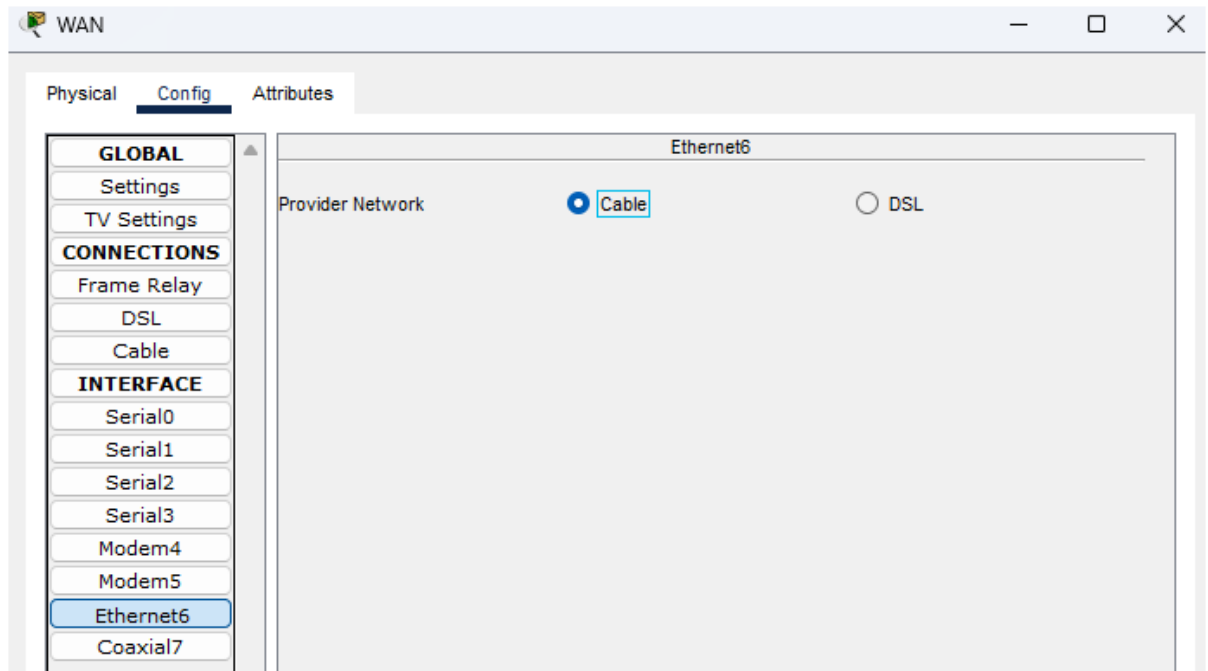 WAN
Physical Config Attributes
GLOBAL
Settings
TV Settings
CONNECTIONS
Frame Relay
DSL
Cable
INTERFACE
Serial0
Serial1
Serial2
Serial3
Modem4
Modem5
Ethernet6
Coaxial7
Ethernet6
Provider Network Cable DSL